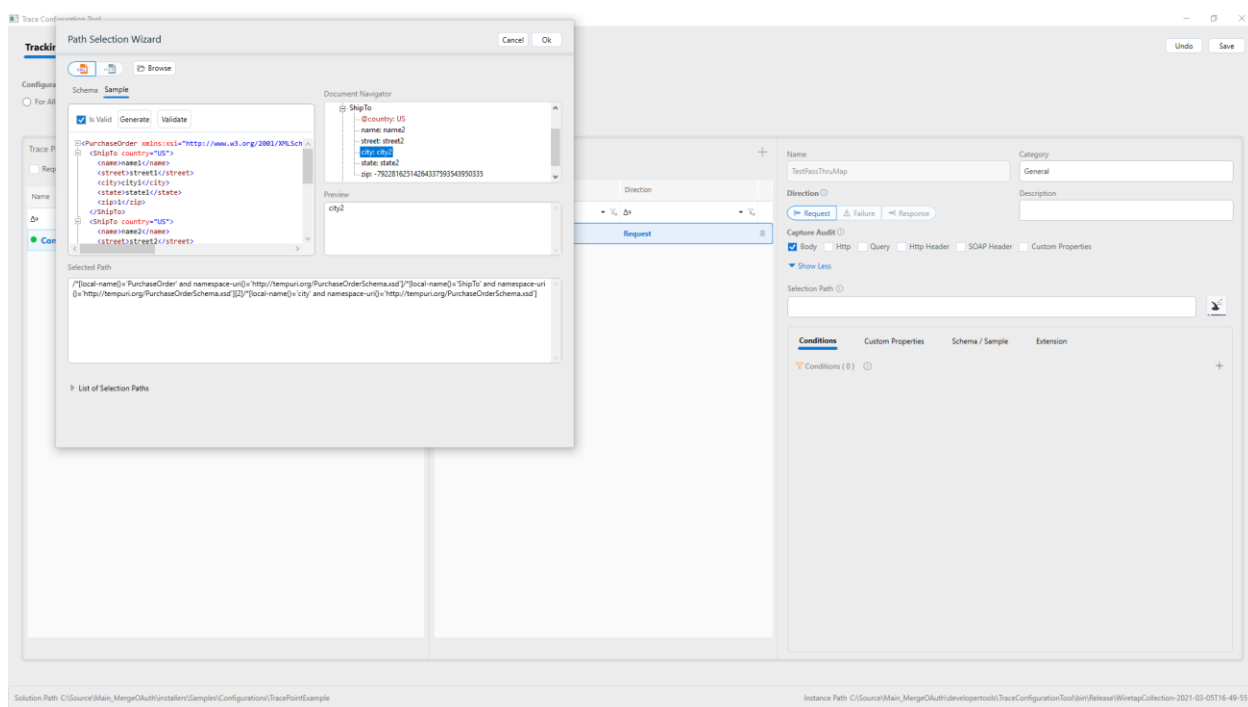 Trace Configuration Tool
Path Selection Wizard
Cancel Ok
Trackin
Undo Save
Browse
Configura
For All
Schema Sample
Document Navigator
Is Valid Generate Validate
ShipTo
@country: US
name: name2
street: street2
city: city2
state: state2
zip: -79228162514264337593543950335
<PurchaseOrder xmlns:xsi="http://www.w3.org/2001/XMLSch
<ShipTo country="US">
<name>name1</name>
<street>street1</street>
<city>city1</city>
<state>state1</state>
<zip>1</zip>
</ShipTo>
<ShipTo country="US">
<name>name2</name>
<street>street2</street>
Preview
city2
Selected Path
/*[local-name()='PurchaseOrder' and namespace-uri()='http://tempuri.org/PurchaseOrderSchema.xsd']/*[local-name()='ShipTo' and namespace-uri
()='http://tempuri.org/PurchaseOrderSchema.xsd'][2]/*[local-name()='city' and namespace-uri()='http://tempuri.org/PurchaseOrderSchema.xsd']
List of Selection Paths
Trace P
Req
Name
Con
Direction
Request
Name
Category
TestPassThruMap
General
Direction
Description
Request Failure Response
Capture Audit
Body Http Query Http Header SOAP Header Custom Properties
Show Less
Selection Path
Conditions Custom Properties Schema / Sample Extension
Conditions ( 0 )
Solution Path C:\Source\Main_MergeOAuth\installers\Samples\Configurations\TracePointExample
Instance Path C:\Source\Main_MergeOAuth\developertools\TraceConfigurationTool\bin\Release\WiretapCollection-2021-03-05T16-49-55